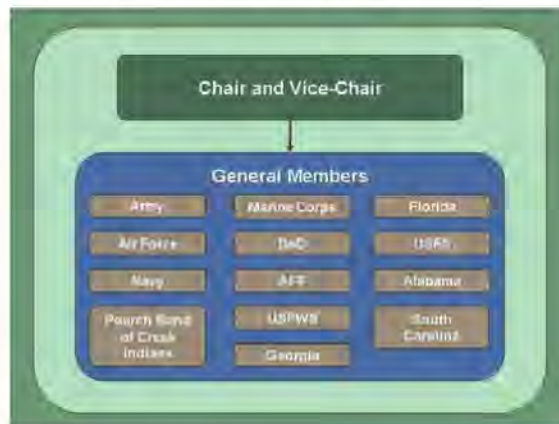 Chair and Vice-Chair
General Members
Army
Marine Corps
Florida
Air Force
DoD
USFS
Navy
AFF
Alabama
Poarch Band
of Creek
Indians
USFWS
South
Carolina
Georgia